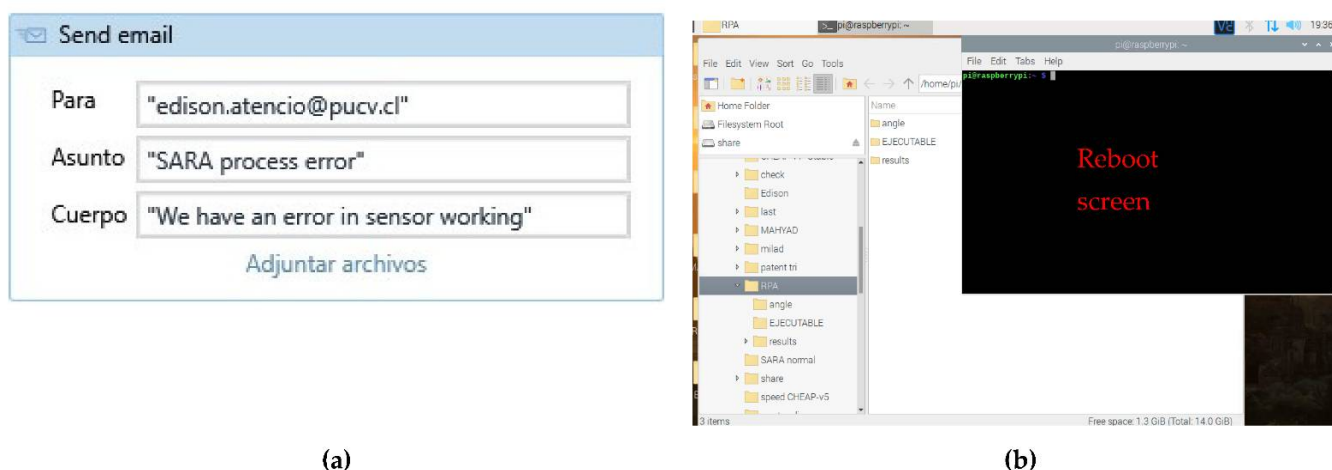 Send email
Para "edison.atencio@pucv.cl"
Asunto "SARA process error"
Cuerpo "We have an error in sensor working"
Adjuntar archivos
(a)
RPA
pi@raspberrypi: ~
19:36
File Edit View Sort Go Tools
/home/pi/
Home Folder
Filesystem Root
share
check
Edison
last
MAHYAD
milad
patent tri
RPA
angle
EJECUTABLE
results
SARA normal
share
speed CHEAP-v5
Name
angle
EJECUTABLE
results
3 items
Free space: 1.3 GiB (Total: 14.0 GiB)
pi@raspberrypi: ~
File Edit Tabs Help
pi@raspberrypi:~ $
Reboot
screen
(b)